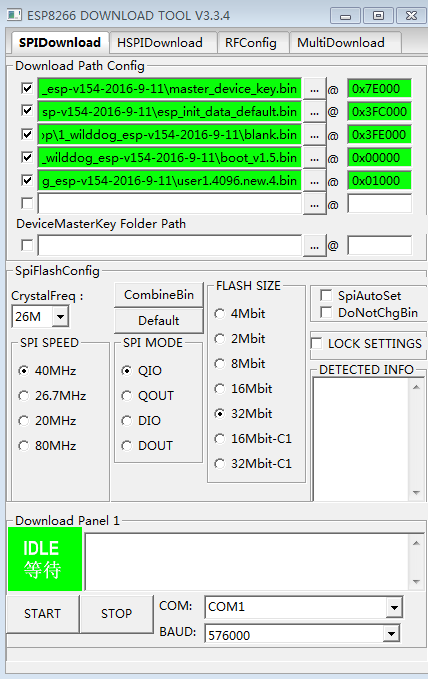 ESP8266 DOWNLOAD TOOL V3.3.4
SPIDownload HSPIDownload RFConfig MultiDownload
Download Path Config
_esp-v154-2016-9-11\master_device_key.bin ... @ 0x7E000
sp-v154-2016-9-11\esp_init_data_default.bin ... @ 0x3FC000
op\1_wilddog_esp-v154-2016-9-11\blank.bin ... @ 0x3FE000
_wilddog_esp-v154-2016-9-11\boot_v1.5.bin ... @ 0x00000
g_esp-v154-2016-9-11\user1.4096.new.4.bin ... @ 0x01000
... @
DeviceMasterKey Folder Path
... @
SpiFlashConfig
CrystalFreq :
26M
CombineBin
Default
SPI SPEED
40MHz
26.7MHz
20MHz
80MHz
SPI MODE
QIO
QOUT
DIO
DOUT
FLASH SIZE
4Mbit
2Mbit
8Mbit
16Mbit
32Mbit
16Mbit-C1
32Mbit-C1
SpiAutoSet
DoNotChgBin
LOCK SETTINGS
DETECTED INFO
Download Panel 1
IDLE
等待
START STOP
COM: COM1
BAUD: 576000